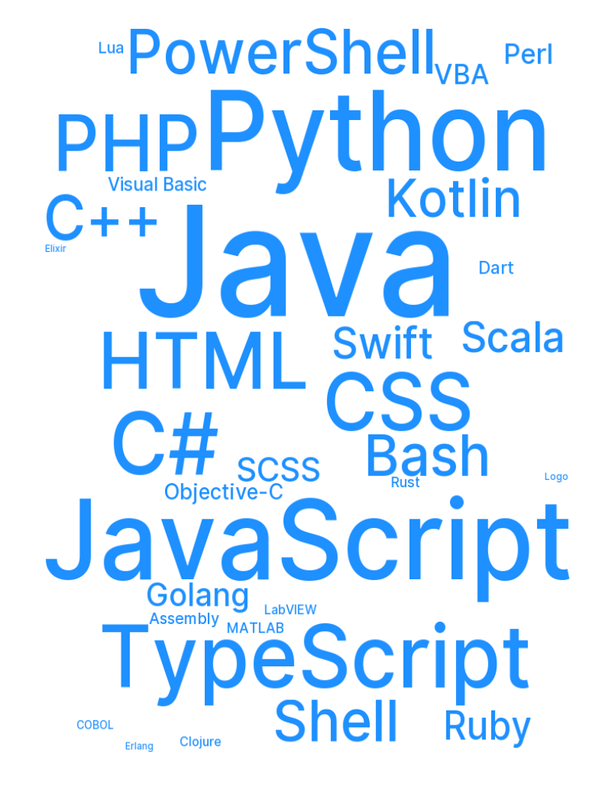 Lua
PowerShell
VBA
Perl
PHP
Python
Visual Basic
Kotlin
C++
Elixir
Java
Dart
HTML
Swift
Scala
CSS
C#
Bash
SCSS
Rust
Logo
Objective-C
JavaScript
Golang
LabVIEW
Assembly
MATLAB
TypeScript
Shell
Ruby
COBOL
Erlang
Clojure